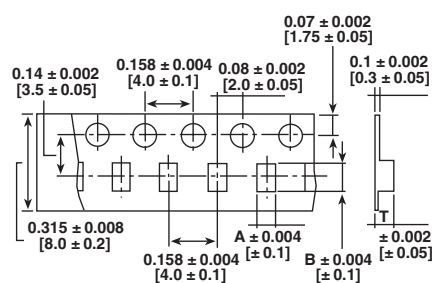 0.07 ± 0.002
[1.75 ± 0.05]
0.14 ± 0.002
[3.5 ± 0.05]
0.158 ± 0.004
[4.0 ± 0.1]
0.08 ± 0.002
[2.0 ± 0.05]
0.1 ± 0.002
[0.3 ± 0.05]
T
0.315 ± 0.008
[8.0 ± 0.2]
0.158 ± 0.004
[4.0 ± 0.1]
A ± 0.004
[± 0.1]
B ± 0.004
[± 0.1]
± 0.002
[± 0.05]